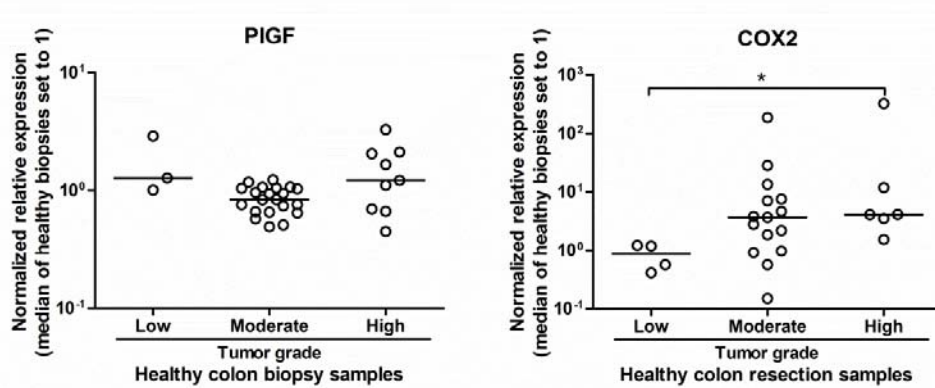 PlGF
Normalized relative expression
(median of healthy biopsies set to 1)
10¹
10⁰
10⁻¹
Low Moderate High
Tumor grade
Healthy colon biopsy samples
COX2
Normalized relative expression
(median of healthy biopsies set to 1)
10³
10²
10¹
10⁰
10⁻¹
*
Low Moderate High
Tumor grade
Healthy colon resection samples